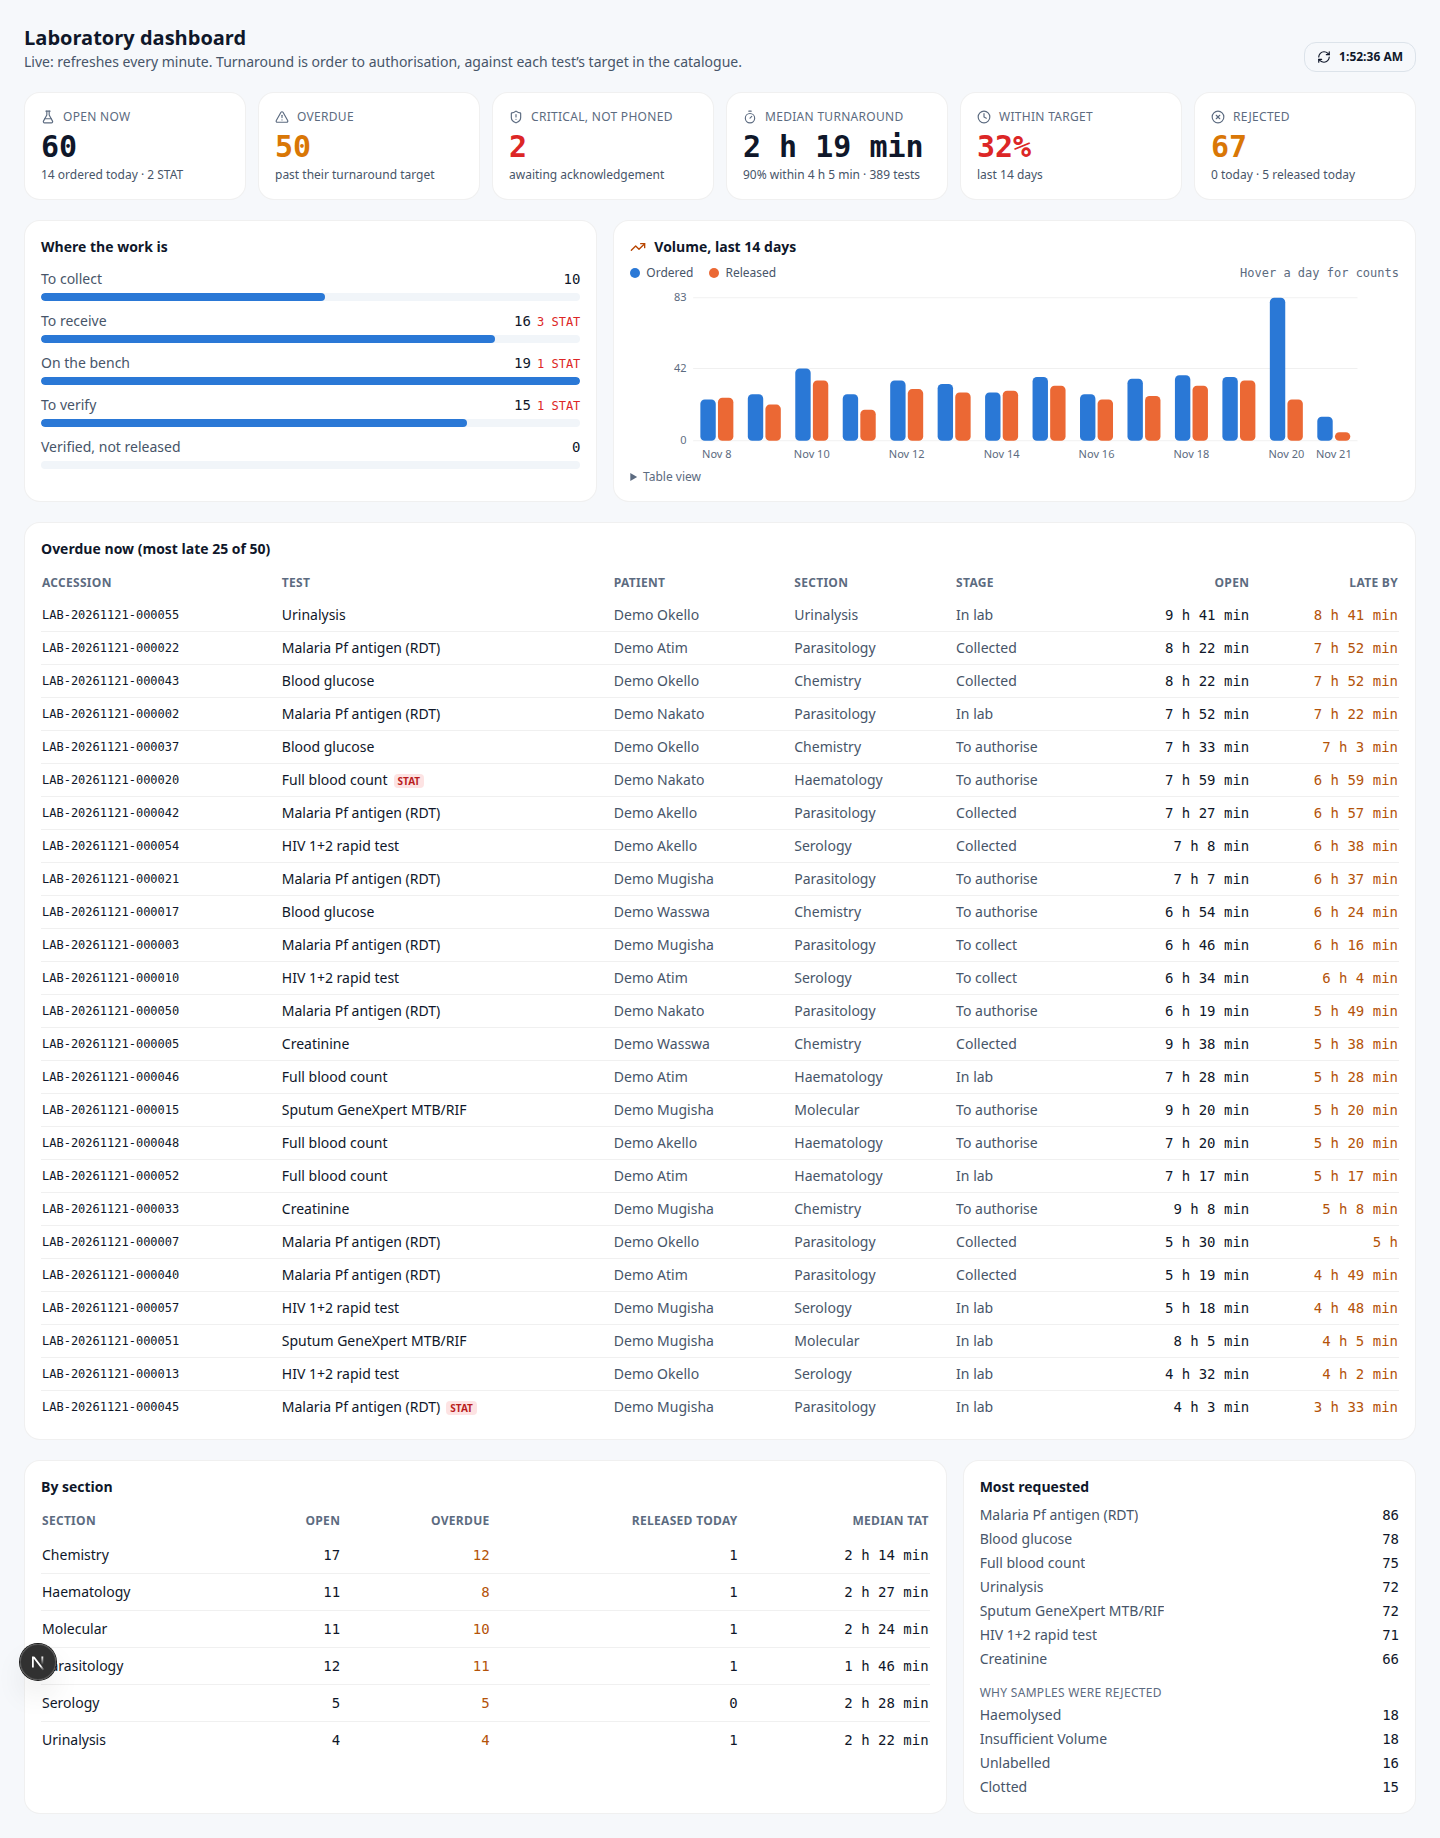 Laboratory dashboard
Live: refreshes every minute. Turnaround is order to authorisation, against each test's target in the catalogue.
1:52:36 AM
OPEN NOW
60
14 ordered today · 2 STAT
OVERDUE
50
past their turnaround target
CRITICAL, NOT PHONED
2
awaiting acknowledgement
MEDIAN TURNAROUND
2 h 19 min
90% within 4 h 5 min · 389 tests
WITHIN TARGET
32%
last 14 days
REJECTED
67
0 today · 5 released today
Where the work is
To collect 10
To receive 16 3 STAT
On the bench 19 1 STAT
To verify 15 1 STAT
Verified, not released 0
Volume, last 14 days
Ordered Released Hover a day for counts
83
42
0
Nov 8 Nov 10 Nov 12 Nov 14 Nov 16 Nov 18 Nov 20 Nov 21
Table view
Overdue now (most late 25 of 50)
ACCESSION TEST PATIENT SECTION STAGE OPEN LATE BY
LAB-20261121-000055 Urinalysis Demo Okello Urinalysis In lab 9 h 41 min 8 h 41 min
LAB-20261121-000022 Malaria Pf antigen (RDT) Demo Atim Parasitology Collected 8 h 22 min 7 h 52 min
LAB-20261121-000043 Blood glucose Demo Okello Chemistry Collected 8 h 22 min 7 h 52 min
LAB-20261121-000002 Malaria Pf antigen (RDT) Demo Nakato Parasitology In lab 7 h 52 min 7 h 22 min
LAB-20261121-000037 Blood glucose Demo Okello Chemistry To authorise 7 h 33 min 7 h 3 min
LAB-20261121-000020 Full blood count STAT Demo Nakato Haematology To authorise 7 h 59 min 6 h 59 min
LAB-20261121-000042 Malaria Pf antigen (RDT) Demo Akello Parasitology Collected 7 h 27 min 6 h 57 min
LAB-20261121-000054 HIV 1+2 rapid test Demo Akello Serology Collected 7 h 8 min 6 h 38 min
LAB-20261121-000021 Malaria Pf antigen (RDT) Demo Mugisha Parasitology To authorise 7 h 7 min 6 h 37 min
LAB-20261121-000017 Blood glucose Demo Wasswa Chemistry To authorise 6 h 54 min 6 h 24 min
LAB-20261121-000003 Malaria Pf antigen (RDT) Demo Mugisha Parasitology To collect 6 h 46 min 6 h 16 min
LAB-20261121-000010 HIV 1+2 rapid test Demo Atim Serology To collect 6 h 34 min 6 h 4 min
LAB-20261121-000050 Malaria Pf antigen (RDT) Demo Nakato Parasitology To authorise 6 h 19 min 5 h 49 min
LAB-20261121-000005 Creatinine Demo Wasswa Chemistry Collected 9 h 38 min 5 h 38 min
LAB-20261121-000046 Full blood count Demo Atim Haematology In lab 7 h 28 min 5 h 28 min
LAB-20261121-000015 Sputum GeneXpert MTB/RIF Demo Mugisha Molecular To authorise 9 h 20 min 5 h 20 min
LAB-20261121-000048 Full blood count Demo Akello Haematology To authorise 7 h 20 min 5 h 20 min
LAB-20261121-000052 Full blood count Demo Atim Haematology In lab 7 h 17 min 5 h 17 min
LAB-20261121-000033 Creatinine Demo Mugisha Chemistry To authorise 9 h 8 min 5 h 8 min
LAB-20261121-000007 Malaria Pf antigen (RDT) Demo Okello Parasitology Collected 5 h 30 min 5 h
LAB-20261121-000040 Malaria Pf antigen (RDT) Demo Atim Parasitology Collected 5 h 19 min 4 h 49 min
LAB-20261121-000057 HIV 1+2 rapid test Demo Mugisha Serology In lab 5 h 18 min 4 h 48 min
LAB-20261121-000051 Sputum GeneXpert MTB/RIF Demo Mugisha Molecular In lab 8 h 5 min 4 h 5 min
LAB-20261121-000013 HIV 1+2 rapid test Demo Okello Serology In lab 4 h 32 min 4 h 2 min
LAB-20261121-000045 Malaria Pf antigen (RDT) STAT Demo Mugisha Parasitology In lab 4 h 3 min 3 h 33 min
By section
SECTION OPEN OVERDUE RELEASED TODAY MEDIAN TAT
Chemistry 17 12 1 2 h 14 min
Haematology 11 8 1 2 h 27 min
Molecular 11 10 1 2 h 24 min
N rasitology 12 11 1 1 h 46 min
Serology 5 5 0 2 h 28 min
Urinalysis 4 4 1 2 h 22 min
Most requested
Malaria Pf antigen (RDT) 86
Blood glucose 78
Full blood count 75
Urinalysis 72
Sputum GeneXpert MTB/RIF 72
HIV 1+2 rapid test 71
Creatinine 66
WHY SAMPLES WERE REJECTED
Haemolysed 18
Insufficient Volume 18
Unlabelled 16
Clotted 15